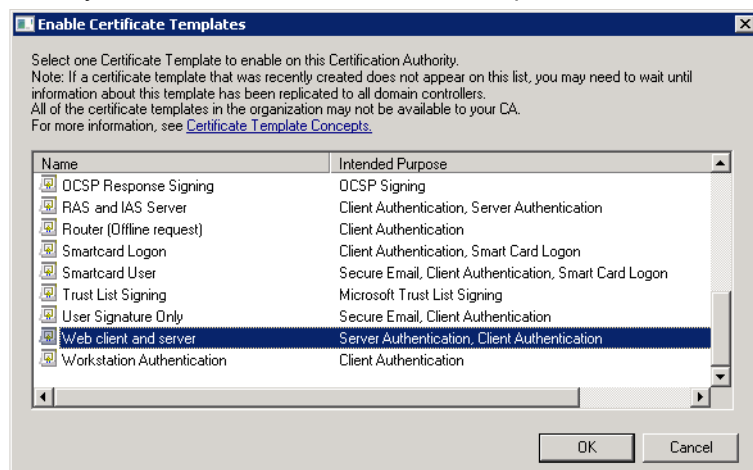 Enable Certificate Templates
Select one Certificate Template to enable on this Certification Authority.
Note: If a certificate template that was recently created does not appear on this list, you may need to wait until
information about this template has been replicated to all domain controllers.
All of the certificate templates in the organization may not be available to your CA.
For more information, see Certificate Template Concepts.
Name Intended Purpose
OCSP Response Signing OCSP Signing
RAS and IAS Server Client Authentication, Server Authentication
Router (Offline request) Client Authentication
Smartcard Logon Client Authentication, Smart Card Logon
Smartcard User Secure Email, Client Authentication, Smart Card Logon
Trust List Signing Microsoft Trust List Signing
User Signature Only Secure Email, Client Authentication
Web client and server Server Authentication, Client Authentication
Workstation Authentication Client Authentication
OK Cancel